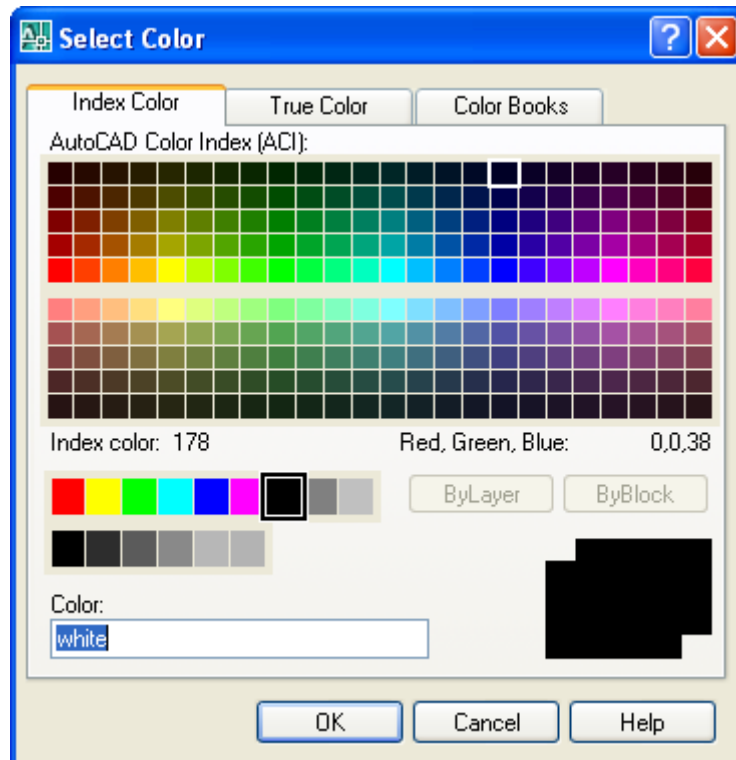 Select Color
Index Color True Color Color Books
AutoCAD Color Index (ACI):
Index color: 178 Red, Green, Blue: 0,0,38
ByLayer ByBlock
Color:
white
OK Cancel Help